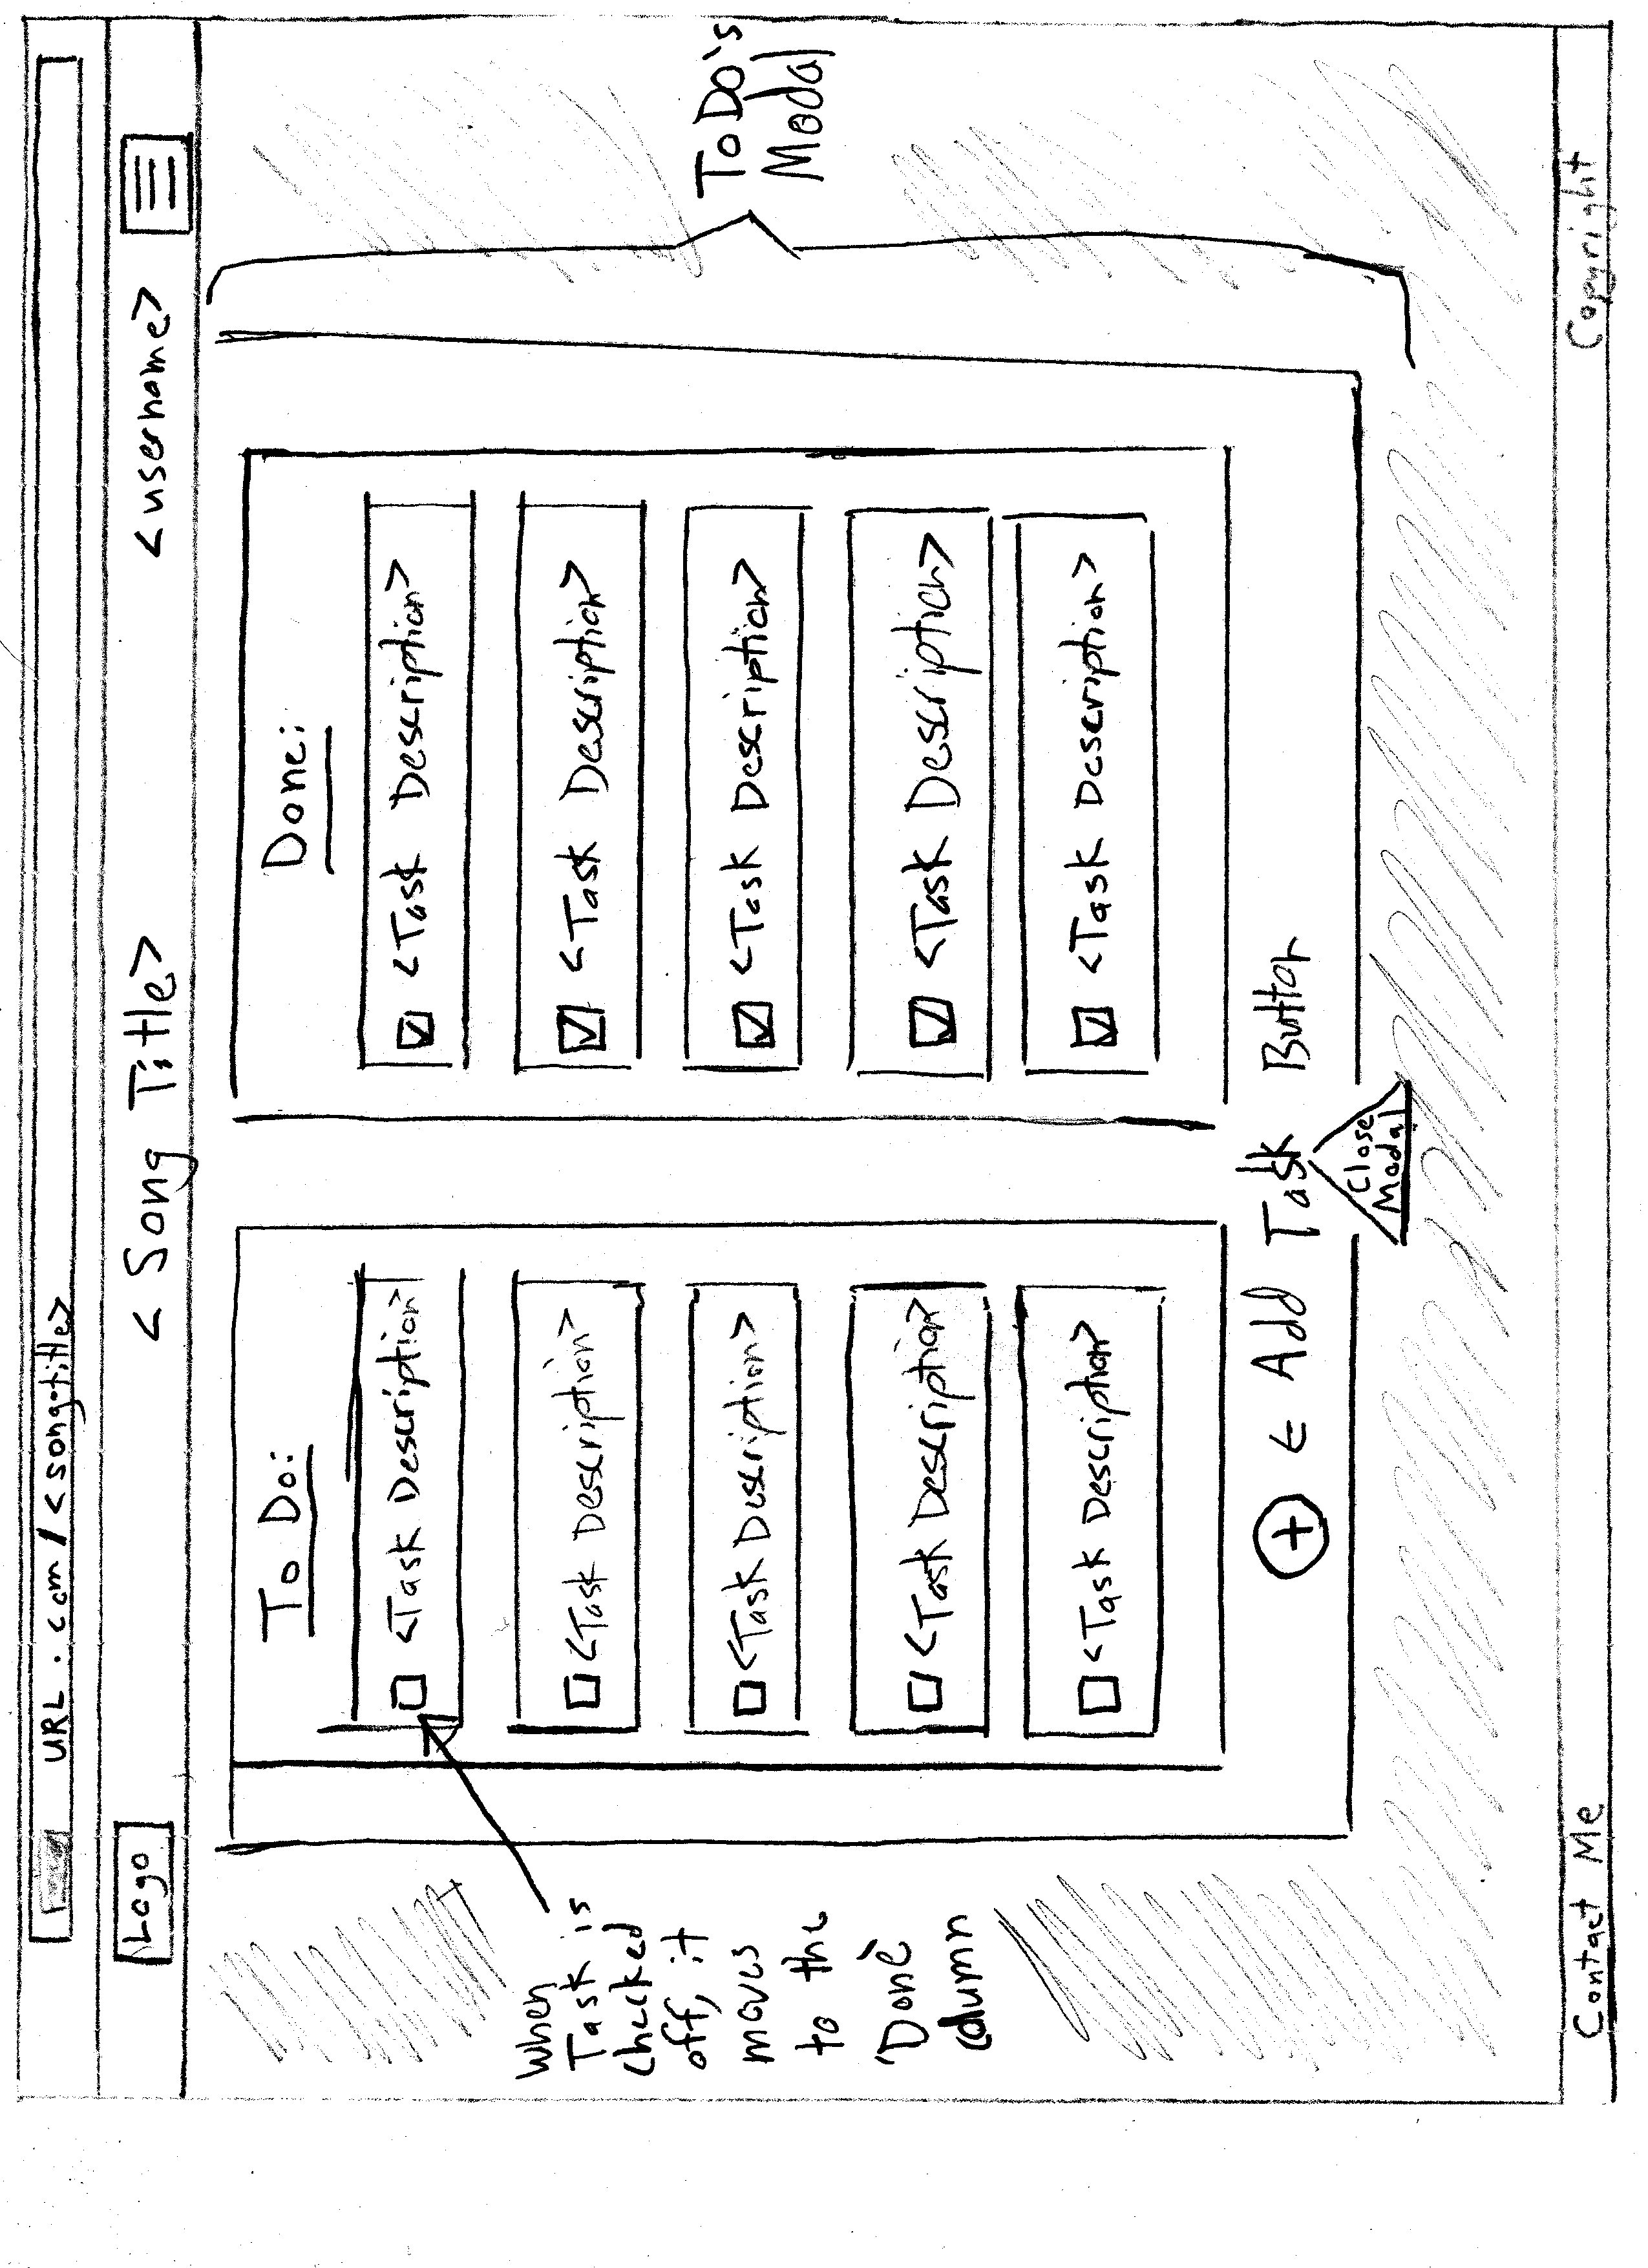 URL.com/<song-title>
Logo
<Song Title>
<username>
To Do:
<Task Description>
<Task Description>
<Task Description>
<Task Description>
<Task Description>
Done:
<Task Description>
<Task Description>
<Task Description>
<Task Description>
<Task Description>
When
Task is
checked
off, it
moves
to the
'Done'
column
ToDo's
Modal
+ ← Add Task Button
Close
Modal
Contact Me
Copyright